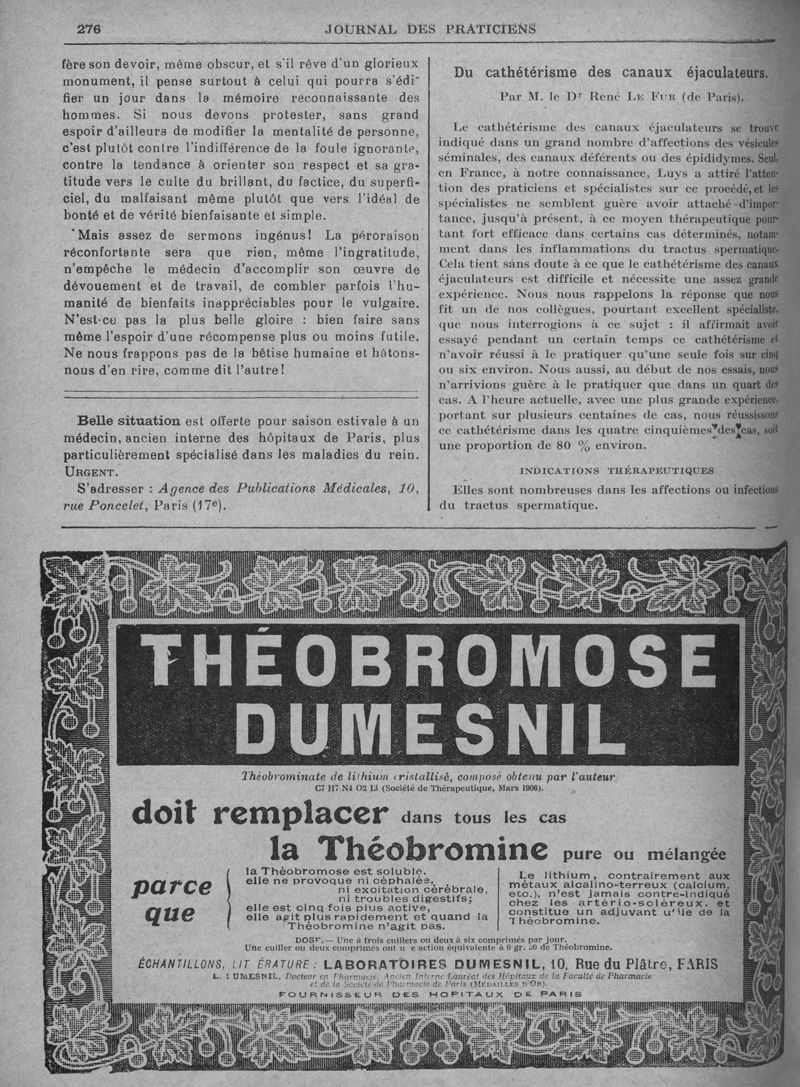 276
JOURNAL DES PRATICIENS
fère son devoir, même obscur, et s'il rêve d'un glorieux
monument, il pense surtout à celui qui pourra s'édi-
fier un jour dans la mémoire reconnaissante des
hommes. Si nous devons protester, sans grand
espoir d'ailleurs de modifier la mentalité de personne,
c'est plutôt contre l'indifférence de la foule ignorante,
contre la tendance à orienter son respect et sa gra-
titude vers le culte du brillant, du factice, du superfi-
ciel, du malfaisant même plutôt que vers l'idéal de
bonté et de vérité bienfaisante et simple.
Mais assez de sermons ingénus! La péroraison
réconfortante sera que rien, même l'ingratitude,
n'empêche le médecin d'accomplir son œuvre de
dévouement et de travail, de combler parfois l'hu-
manité de bienfaits inappréciables pour le vulgaire.
N'est-ce pas la plus belle gloire : bien faire sans
même l'espoir d'une récompense plus ou moins futile.
Ne nous frappons pas de la bêtise humaine et hâtons-
nous d'en rire, comme dit l'autre!
Belle situation est offerte pour saison estivale à un
médecin, ancien interne des hôpitaux de Paris, plus
particulièrement spécialisé dans les maladies du rein.
URGENT.
S'adresser : Agence des Publications Médicales, 10,
rue Poncelet, Paris (17e).
Du cathétérisme des canaux éjaculateurs.
Par M. le Dr René LE FUR (de Paris).
Le cathétérisme des canaux éjaculateurs se trouve
indiqué dans un grand nombre d'affections des vésicules
séminales, des canaux déférents ou des épididymes. Seul,
en France, à notre connaissance, Luys a attiré l'atten-
tion des praticiens et spécialistes sur ce procédé, et les
spécialistes ne semblent guère avoir attaché d'impor-
tance, jusqu'à présent, à ce moyen thérapeutique pour-
tant fort efficace dans certains cas déterminés, notam-
ment dans les inflammations du tractus spermatique.
Cela tient sans doute à ce que le cathétérisme des canaux
éjaculateurs est difficile et nécessite une assez grande
expérience. Nous nous rappelons la réponse que nous
fit un de nos collègues, pourtant excellent spécialiste,
que nous interrogions à ce sujet : il affirmait avoir
essayé pendant un certain temps ce cathétérisme et
n'avoir réussi à le pratiquer qu'une seule fois sur cinq
ou six environ. Nous aussi, au début de nos essais, nous
n'arrivions guère à le pratiquer que dans un quart des
cas. A l'heure actuelle, avec une plus grande expérience,
portant sur plusieurs centaines de cas, nous réussissons
ce cathétérisme dans les quatre cinquièmes des cas, soit
une proportion de 80 % environ.
INDICATIONS THÉRAPEUTIQUES
Elles sont nombreuses dans les affections ou infections
du tractus spermatique.
THÉOBROMOSE
DUMESNIL
Théobrominate de lithium cristallisé, composé obtenu par l'auteur
C7 H7 N4 O2 Li (Société de Thérapeutique, Mars 1906).
doit remplacer dans tous les cas
la Théobromine pure ou mélangée
parce
que
la Théobromose est soluble.
elle ne provoque ni céphalée,
ni excitation cérébrale,
ni troubles digestifs;
elle est cinq fois plus active,
elle agit plus rapidement et quand la
Théobromine n'agit pas.
Le lithium, contrairement aux
métaux alcalino-terreux (calcium,
etc.), n'est jamais contre-indiqué
chez les artério-scléreux, et
constitue un adjuvant utile de la
Théobromine.
DOSE. — Une à trois cuillers ou deux à six comprimés par jour.
Une cuiller ou deux comprimés ont une action équivalente à 0 gr. 50 de Théobromine.
ÉCHANTILLONS, LITTÉRATURE : LABORATOIRES DUMESNIL, 10, Rue du Plâtre, PARIS
L. DUMESNIL, Docteur en Pharmacie, Ancien Interne Lauréat des Hôpitaux de la Faculté de Pharmacie
et de la Société de Pharmacie de Paris (MÉDAILLES D'OR).
FOURNISSEUR DES HOPITAUX DE PARIS